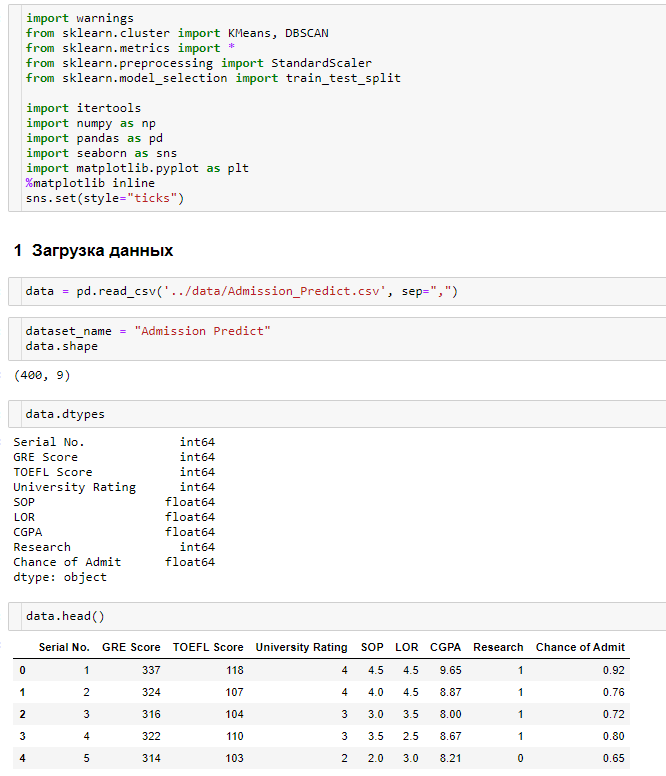 import warnings
from sklearn.cluster import KMeans, DBSCAN
from sklearn.metrics import *
from sklearn.preprocessing import StandardScaler
from sklearn.model_selection import train_test_split
import itertools
import numpy as np
import pandas as pd
import seaborn as sns
import matplotlib.pyplot as plt
%matplotlib inline
sns.set(style="ticks")
1 Загрузка данных
data = pd.read_csv('../data/Admission_Predict.csv', sep=",")
dataset_name = "Admission Predict"
data.shape
(400, 9)
data.dtypes
Serial No. int64
GRE Score int64
TOEFL Score int64
University Rating int64
SOP float64
LOR float64
CGPA float64
Research int64
Chance of Admit float64
dtype: object
data.head()
Serial No. GRE Score TOEFL Score University Rating SOP LOR CGPA Research Chance of Admit
0 1 337 118 4 4.5 4.5 9.65 1 0.92
1 2 324 107 4 4.0 4.5 8.87 1 0.76
2 3 316 104 3 3.0 3.5 8.00 1 0.72
3 4 322 110 3 3.5 2.5 8.67 1 0.80
4 5 314 103 2 2.0 3.0 8.21 0 0.65